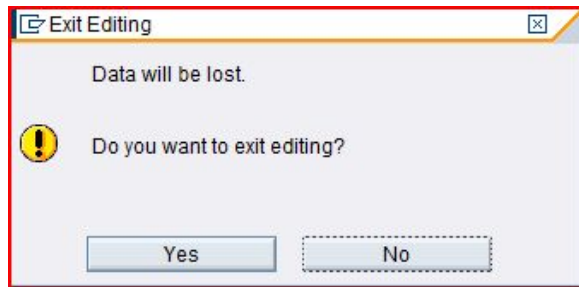 Exit Editing
Data will be lost.
Do you want to exit editing?
Yes
No